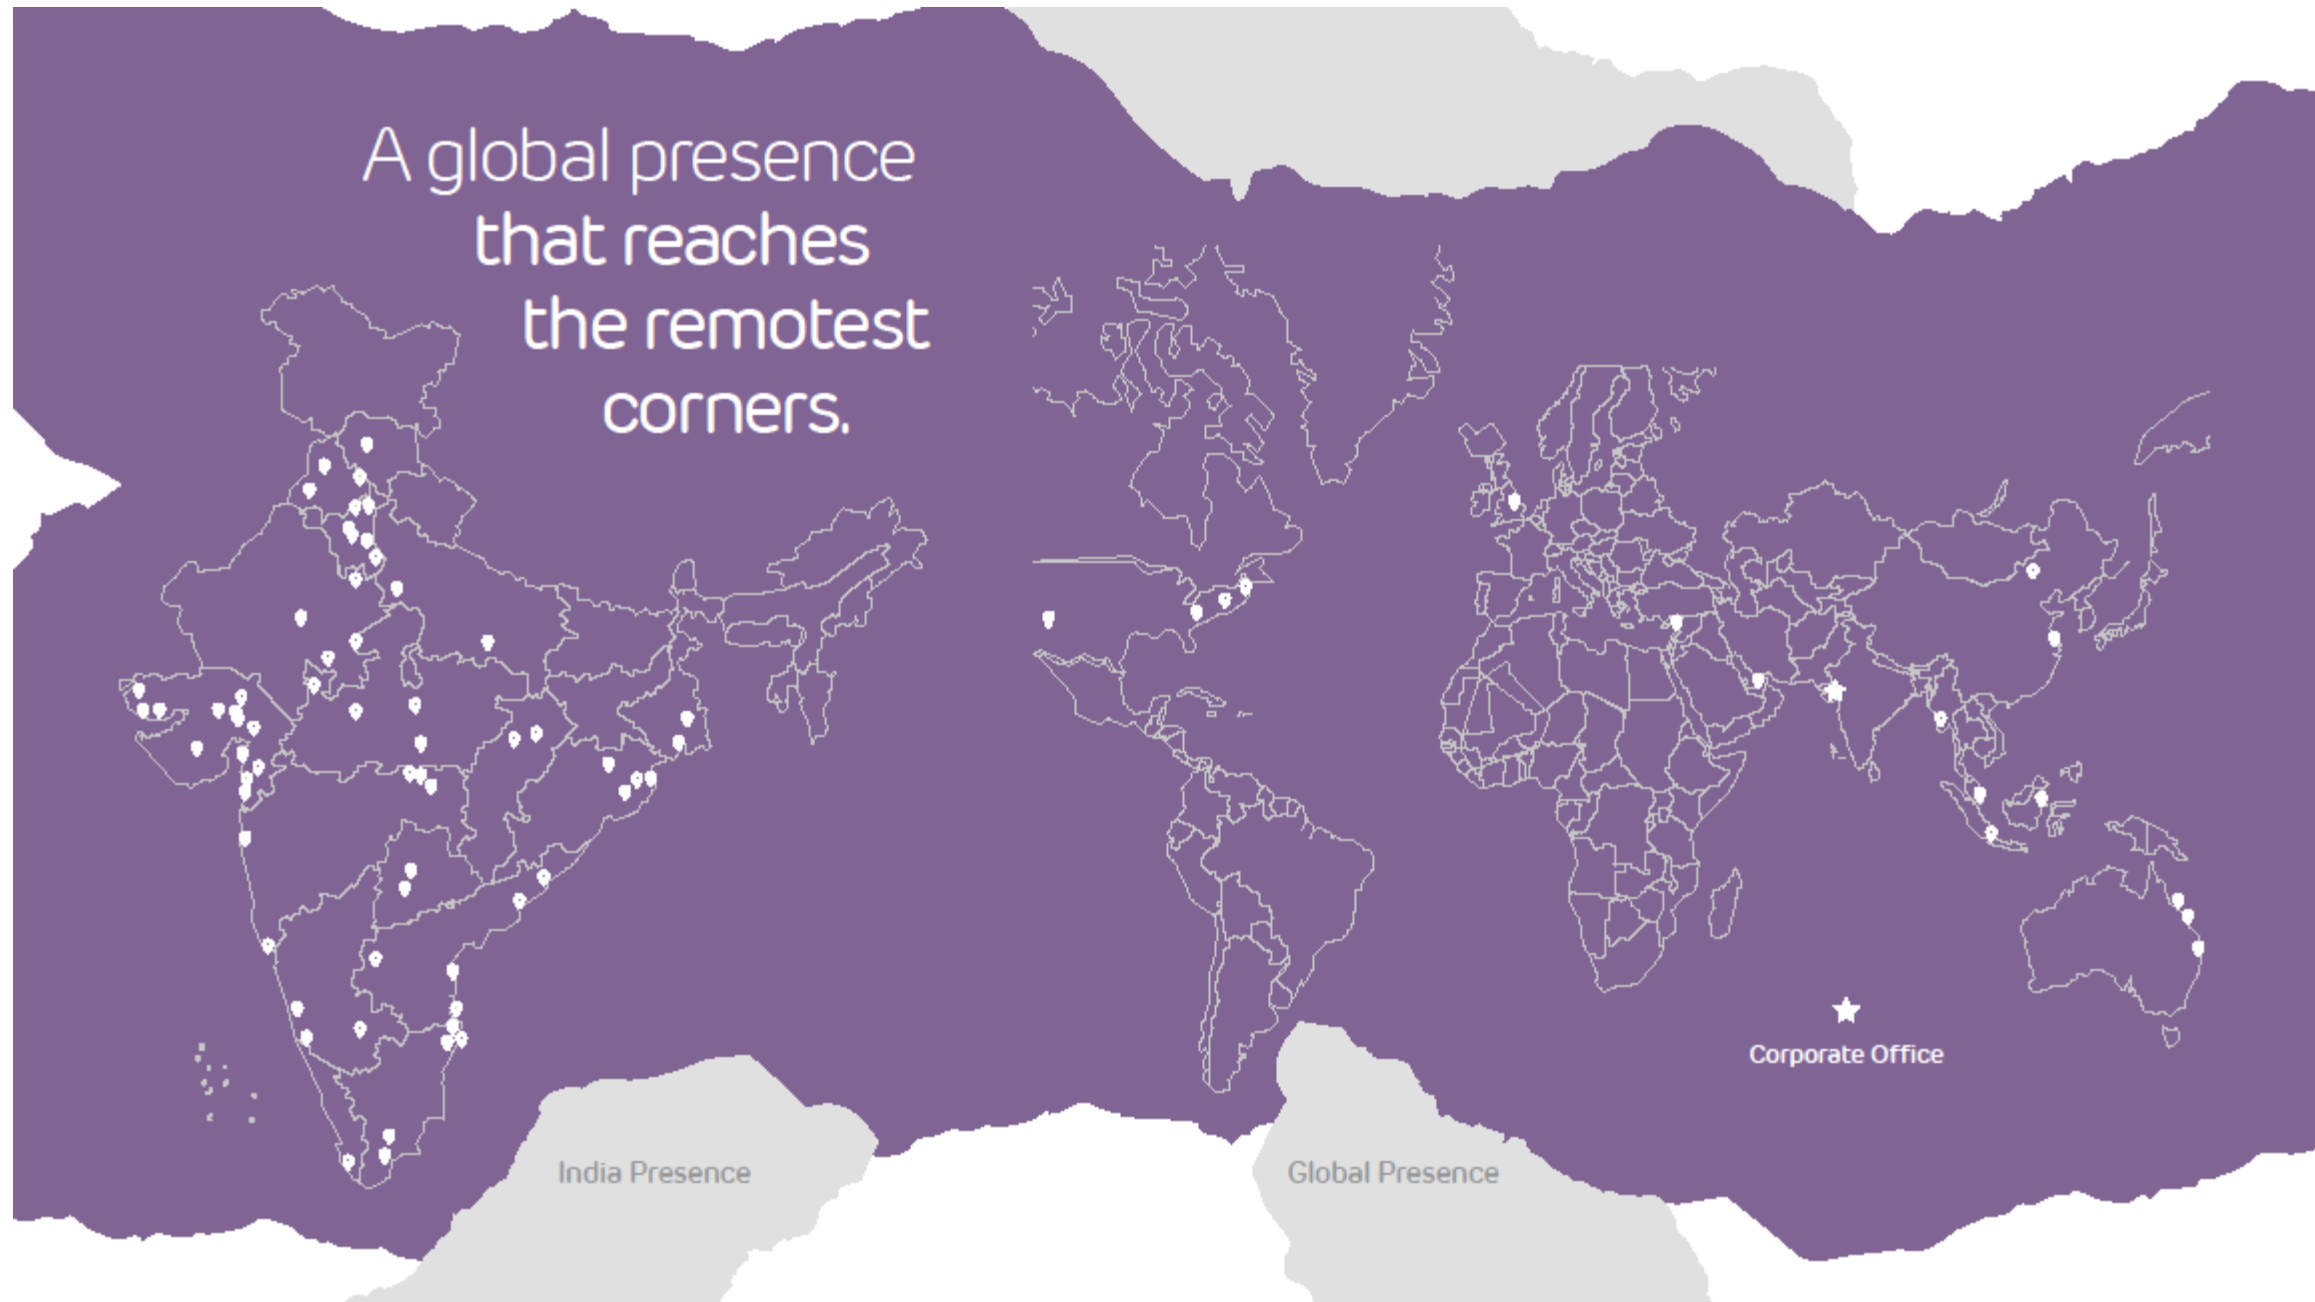 A global presence
that reaches
the remotest
corners.
Corporate Office
India Presence
Global Presence